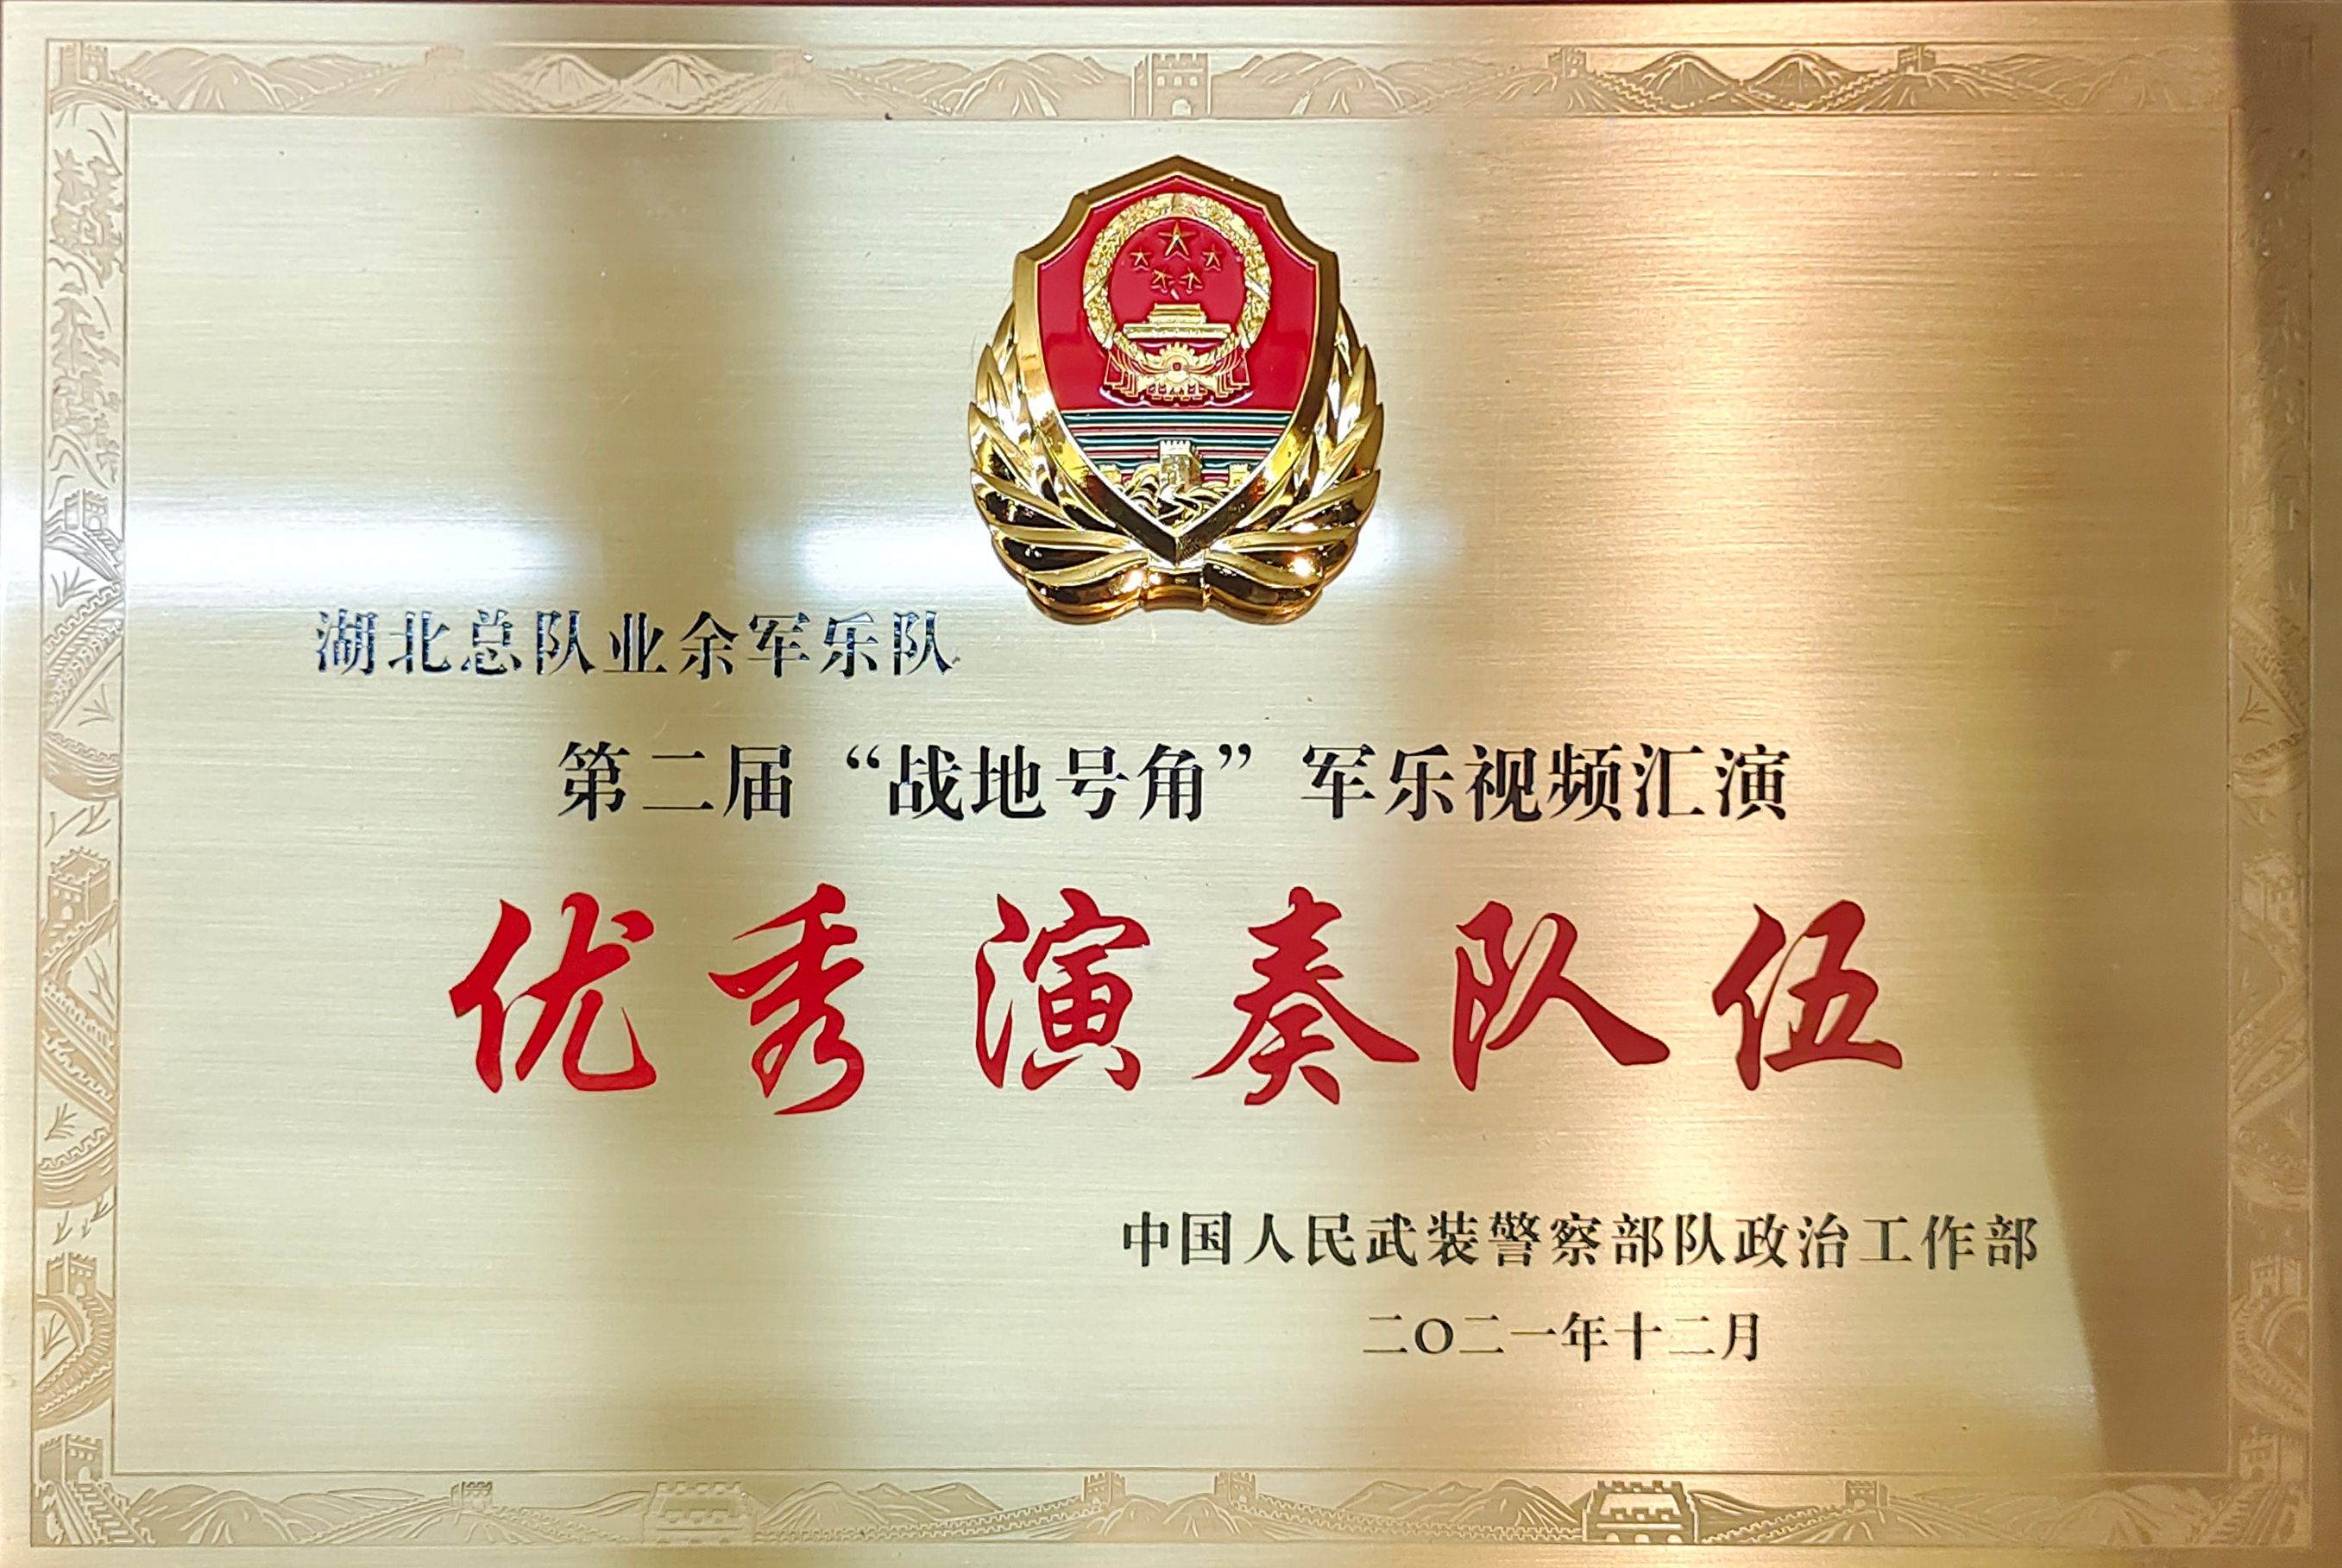 湖北总队业余军乐队
第二届“战地号角”军乐视频汇演
优秀演奏队伍
中国人民武装警察部队政治工作部
二〇二一年十二月